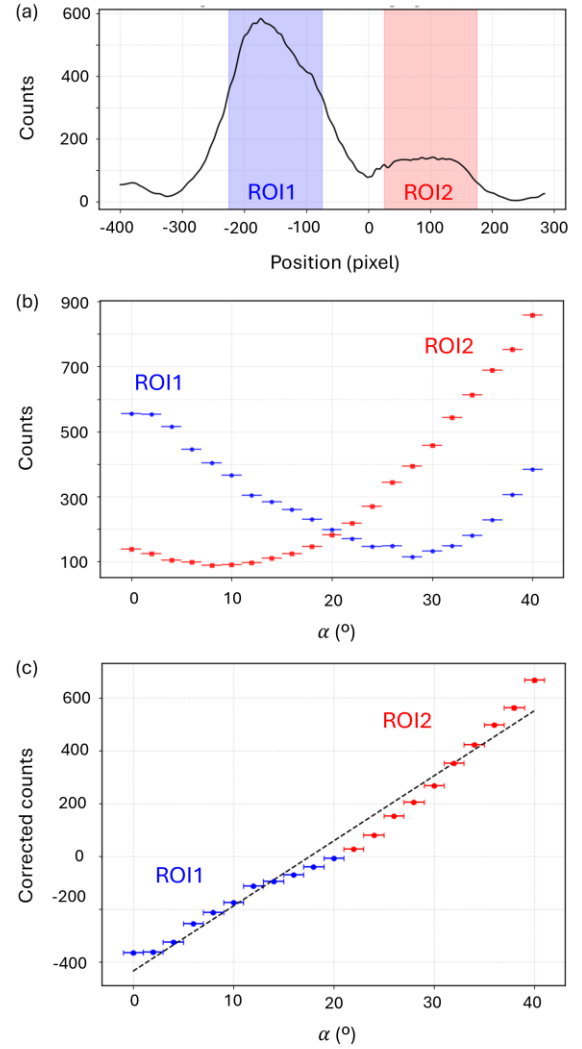 (a)
600
400
200
0
Counts
ROI1
ROI2
-400
-300
-200
-100
0
100
200
300
Position (pixel)
(b)
900
700
500
300
100
Counts
ROI1
ROI2
0
10
20
30
40
α (º)
(c)
600
400
200
0
-200
-400
Corrected counts
ROI2
ROI1
0
10
20
30
40
α (º)